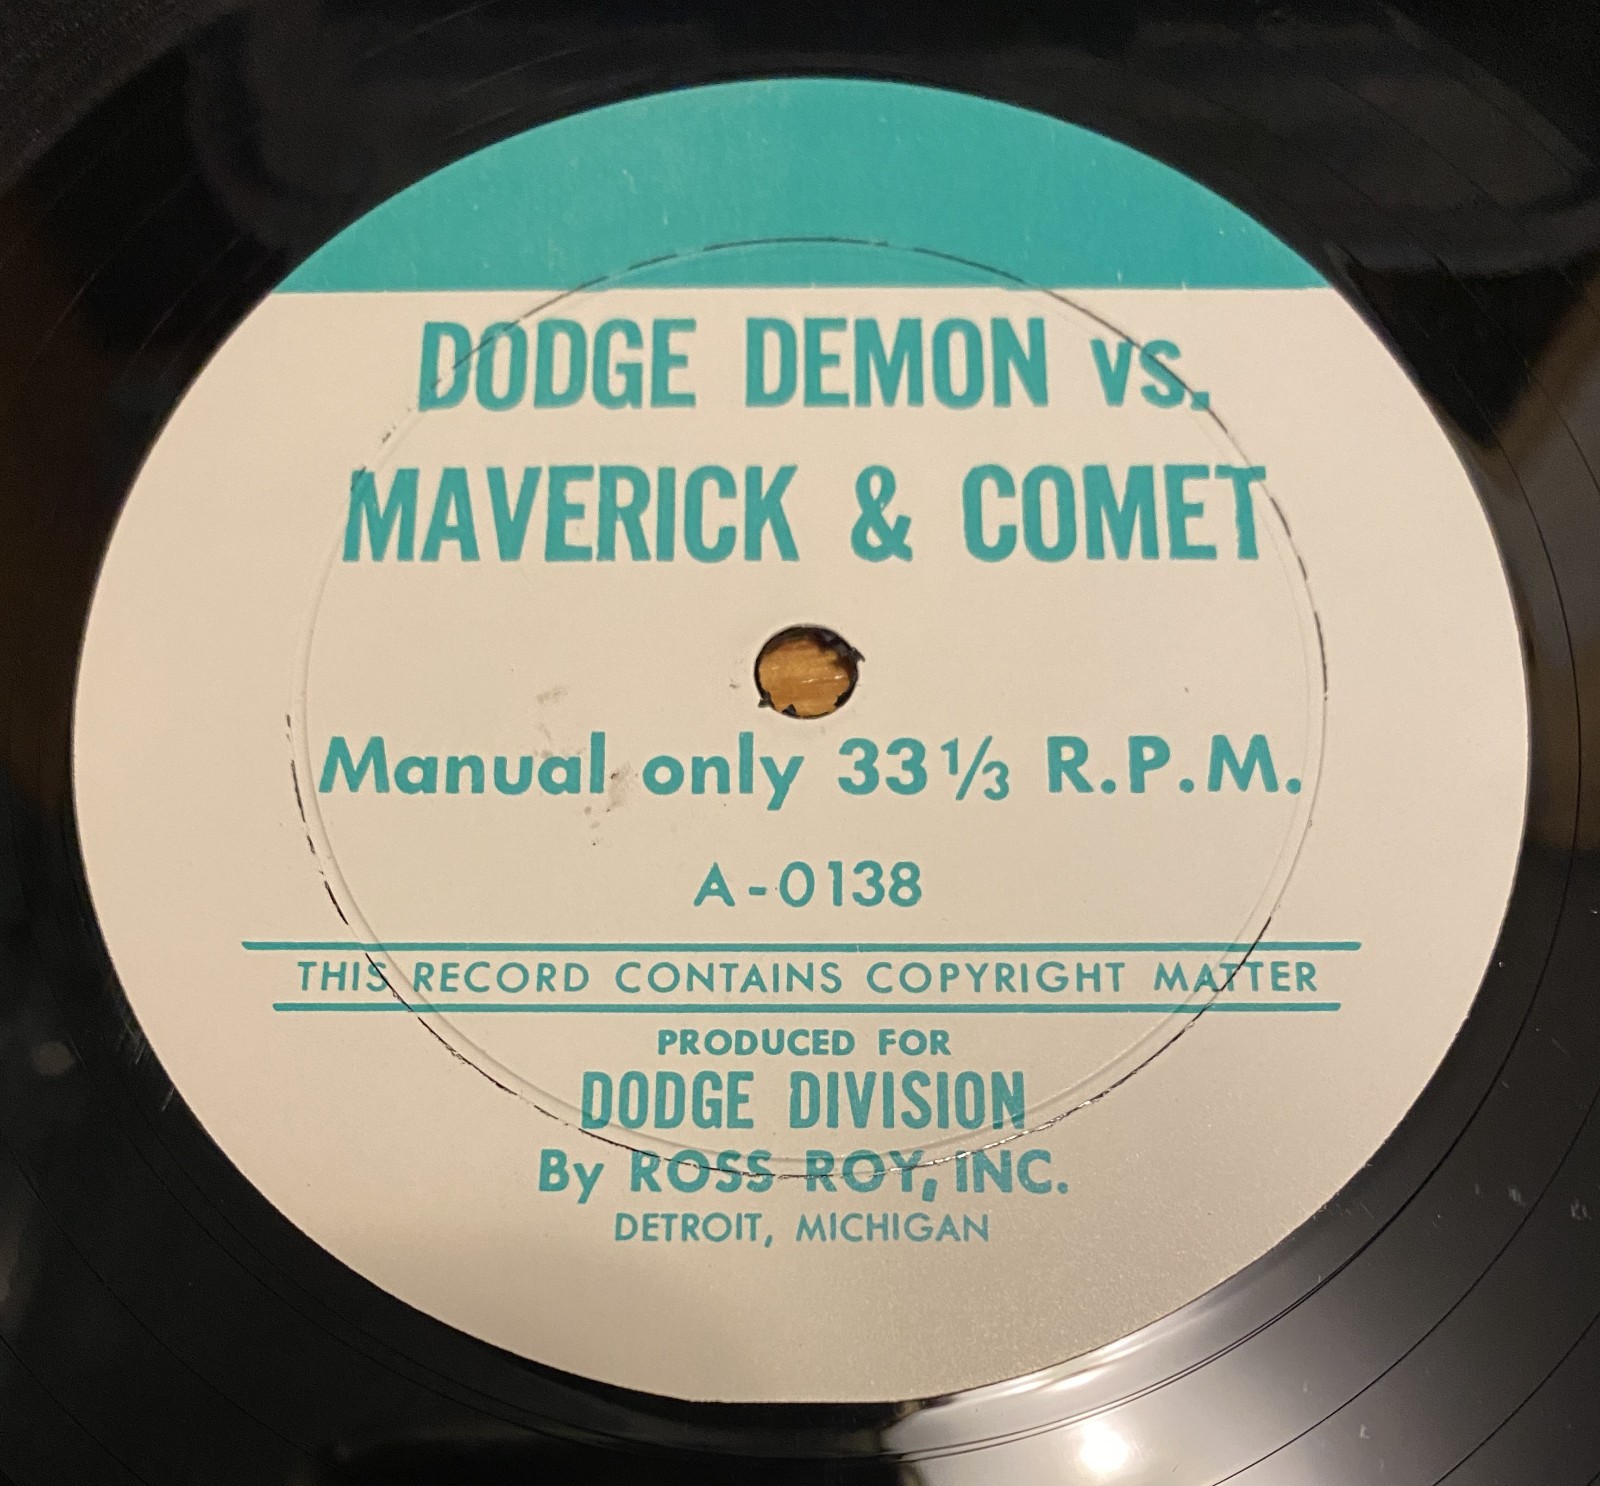 DODGE DEMON vs.
MAVERICK & COMET
Manual only 33⅓ R.P.M.
A-0138
THIS RECORD CONTAINS COPYRIGHT MATTER
PRODUCED FOR
DODGE DIVISION
By ROSS ROY, INC.
DETROIT, MICHIGAN